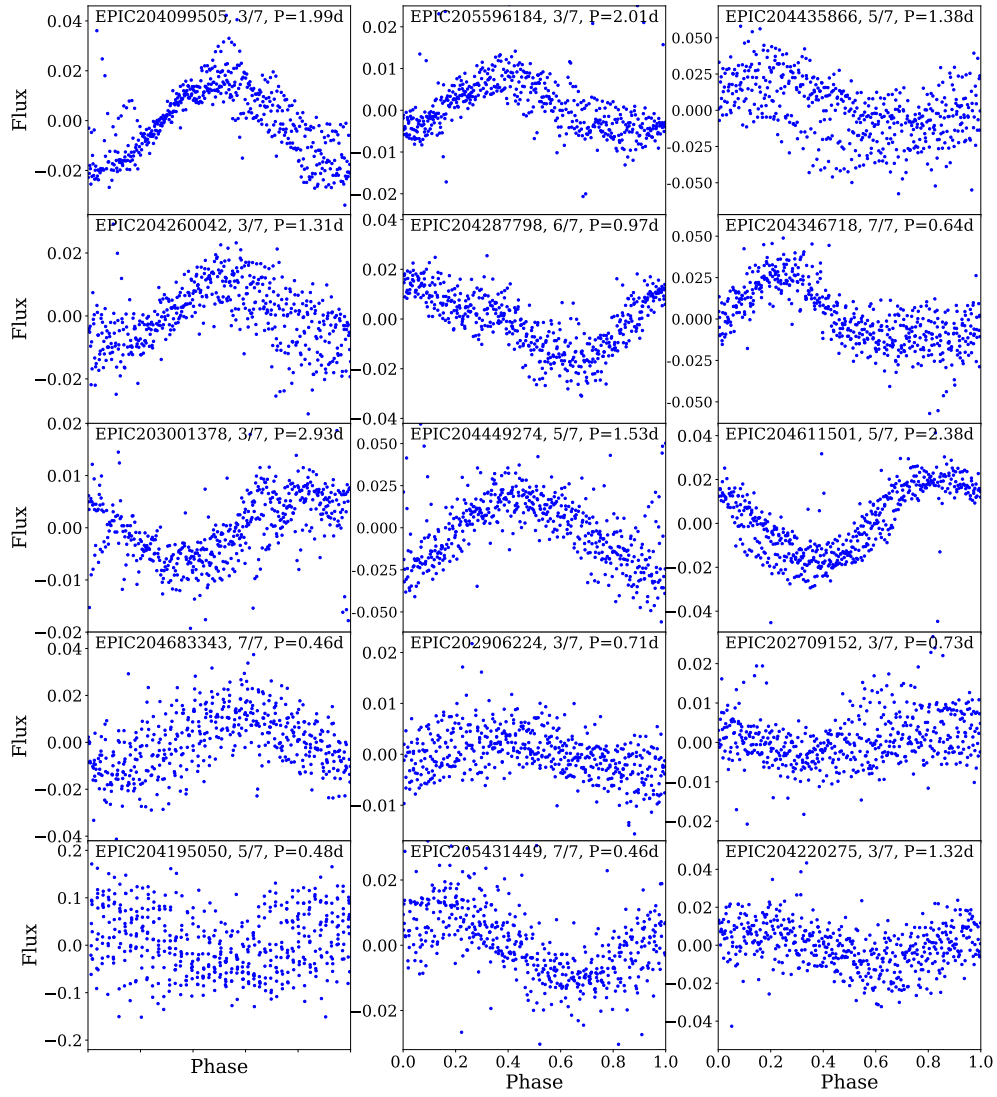 EPIC204099505, 3/7, P=1.99d
EPIC205596184, 3/7, P=2.01d
EPIC204435866, 5/7, P=1.38d
0.04
0.02
0.00
−0.02
Flux
0.02
0.01
0.00
−0.01
−0.02
0.050
0.025
0.000
-0.025
-0.050
EPIC204260042, 3/7, P=1.31d
EPIC204287798, 6/7, P=0.97d
EPIC204346718, 7/7, P=0.64d
0.02
0.00
−0.02
Flux
0.04
0.02
0.00
−0.02
−0.04
0.050
0.025
0.000
-0.025
-0.050
EPIC203001378, 3/7, P=2.93d
EPIC204449274, 5/7, P=1.53d
EPIC204611501, 5/7, P=2.38d
0.02
0.01
0.00
−0.01
−0.02
Flux
0.050
0.025
0.000
-0.025
-0.050
0.04
0.02
0.00
−0.02
−0.04
EPIC204683343, 7/7, P=0.46d
EPIC202906224, 3/7, P=0.71d
EPIC202709152, 3/7, P=0.73d
0.04
0.02
0.00
−0.02
−0.04
Flux
0.02
0.01
0.00
−0.01
0.02
0.01
0.00
−0.01
−0.02
EPIC204195050, 5/7, P=0.48d
EPIC205431449, 7/7, P=0.46d
EPIC204220275, 3/7, P=1.32d
0.2
0.1
0.0
−0.1
−0.2
Flux
0.02
0.00
−0.02
0.04
0.02
0.00
−0.02
−0.04
0.0 0.2 0.4 0.6 0.8 1.0
0.0 0.2 0.4 0.6 0.8 1.0
Phase
Phase
Phase